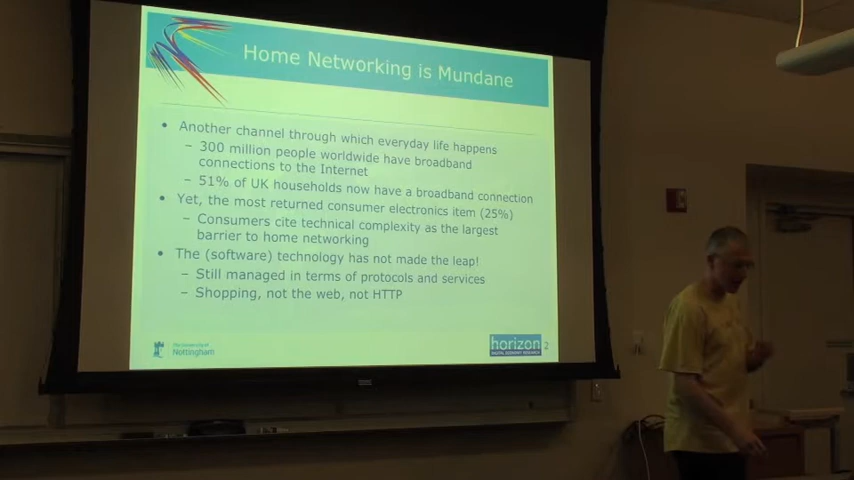 Home Networking is Mundane
• Another channel through which everyday life happens
– 300 million people worldwide have broadband
connections to the Internet
– 51% of UK households now have a broadband connection
• Yet, the most returned consumer electronics item (25%)
– Consumers cite technical complexity as the largest
barrier to home networking
• The (software) technology has not made the leap!
– Still managed in terms of protocols and services
– Shopping, not the web, not HTTP
The University of
Nottingham
horizon
DIGITAL ECONOMY RESEARCH
2